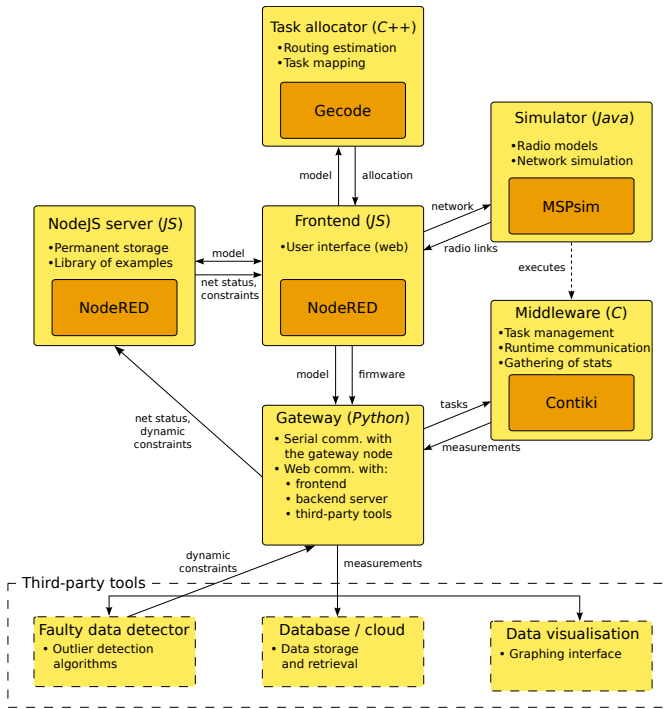 Task allocator (C++)
•Routing estimation
•Task mapping
Gecode
model
allocation
Simulator (Java)
•Radio models
•Network simulation
MSPsim
network
radio links
executes
NodeJS server (JS)
•Permanent storage
•Library of examples
NodeRED
model
net status,
constraints
Frontend (JS)
•User interface (web)
NodeRED
Middleware (C)
•Task management
•Runtime communication
•Gathering of stats
Contiki
model
firmware
tasks
measurements
net status,
dynamic
constraints
Gateway (Python)
• Serial comm. with
the gateway node
• Web comm. with:
• frontend
• backend server
• third-party tools
dynamic
constraints
measurements
Third-party tools
Faulty data detector
• Outlier detection
algorithms
Database / cloud
• Data storage
and retrieval
Data visualisation
• Graphing interface